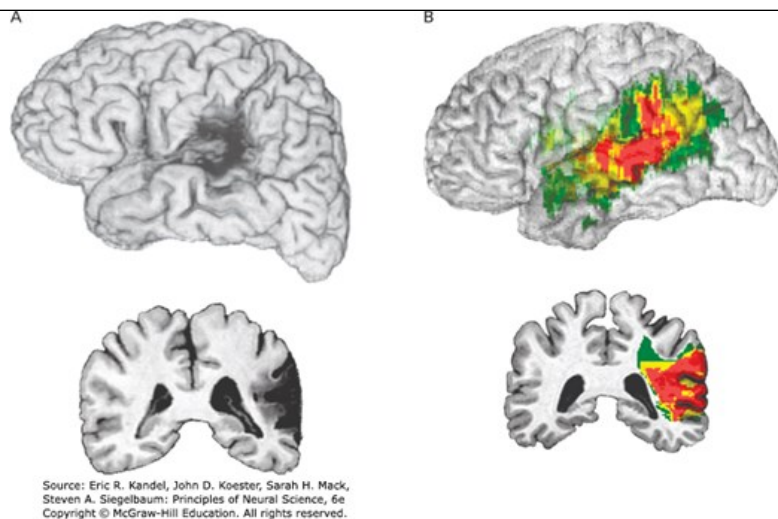 A
B
Source: Eric R. Kandel, John D. Koester, Sarah H. Mack,
Steven A. Siegelbaum: Principles of Neural Science, 6e
Copyright © McGraw-Hill Education. All rights reserved.